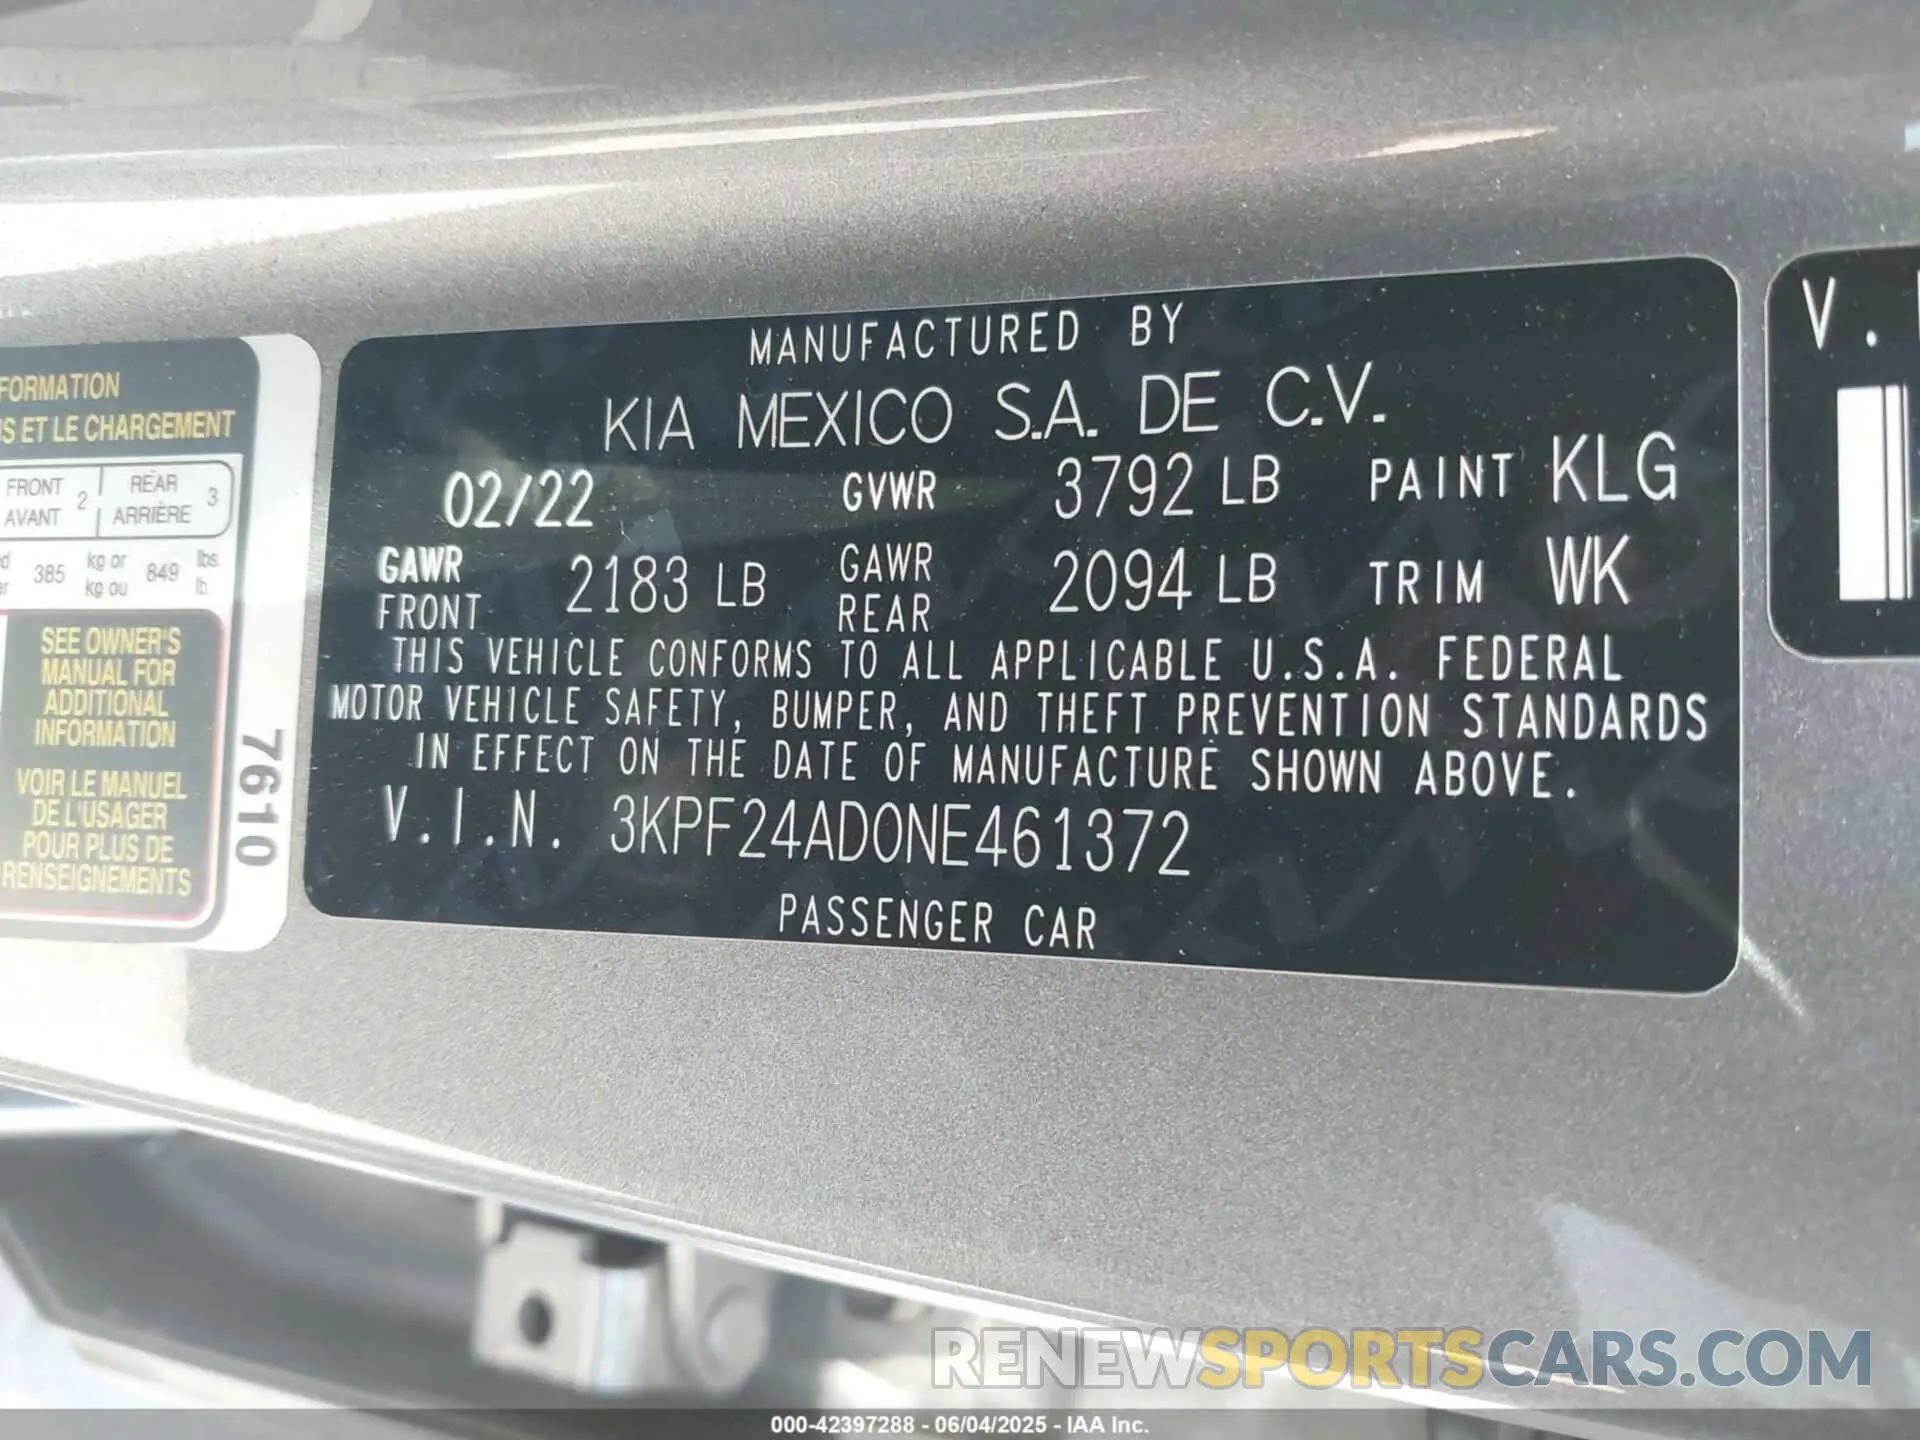 MANUFACTURED BY
KIA MEXICO S.A. DE C.V.
02/22 GVWR 3792 LB PAINT KLG
GAWR FRONT 2183 LB GAWR REAR 2094 LB TRIM WK
THIS VEHICLE CONFORMS TO ALL APPLICABLE U.S.A. FEDERAL
MOTOR VEHICLE SAFETY, BUMPER, AND THEFT PREVENTION STANDARDS
IN EFFECT ON THE DATE OF MANUFACTURE SHOWN ABOVE.
V.I.N. 3KPF24AD0NE461372
PASSENGER CAR
FORMATION
S ET LE CHARGEMENT
FRONT AVANT 2 REAR ARRIÈRE 3
385 kg or kg ou 849 lbs. lb.
SEE OWNER'S
MANUAL FOR
ADDITIONAL
INFORMATION
VOIR LE MANUEL
DE L'USAGER
POUR PLUS DE
RENSEIGNEMENTS
7610
V.
RENEWSPORTSCARS.COM
000-42397288 - 06/04/2025 - IAA Inc.